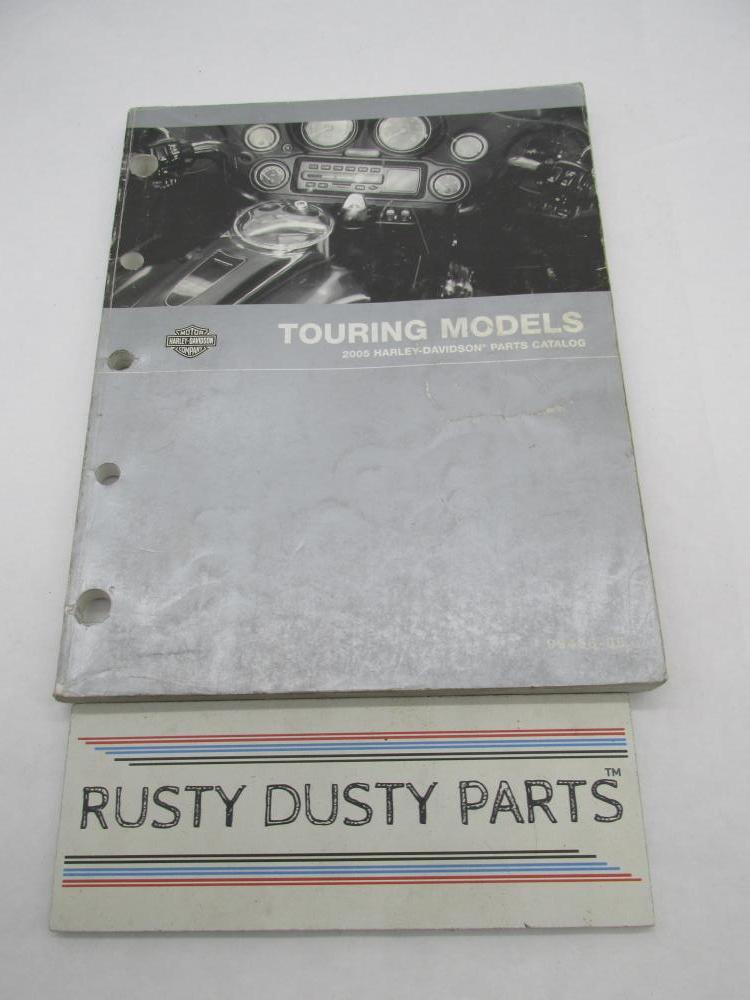 MOTOR
HARLEY-DAVIDSON
COMPANY
TOURING MODELS
2005 HARLEY-DAVIDSON® PARTS CATALOG
RUSTY DUSTY PARTS™